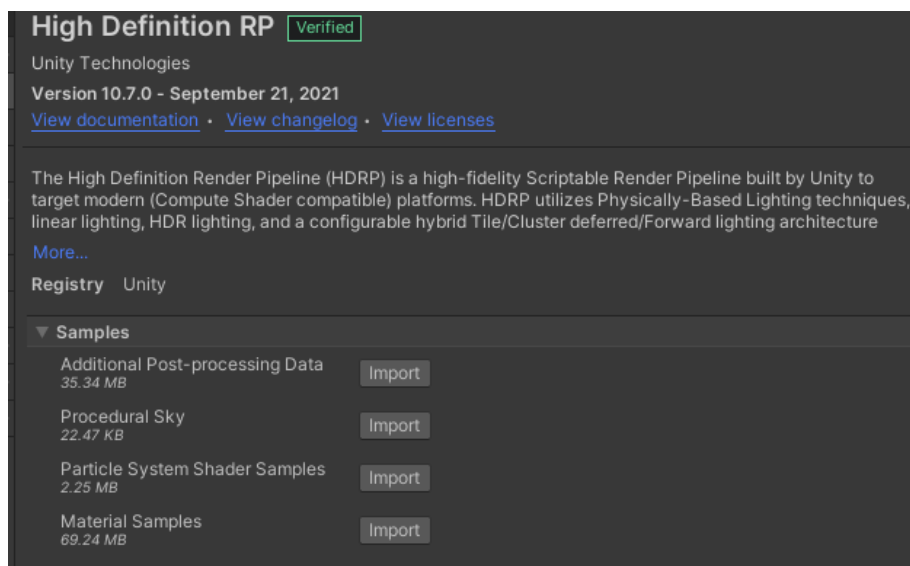 High Definition RP Verified
Unity Technologies
Version 10.7.0 - September 21, 2021
View documentation • View changelog • View licenses
The High Definition Render Pipeline (HDRP) is a high-fidelity Scriptable Render Pipeline built by Unity to
target modern (Compute Shader compatible) platforms. HDRP utilizes Physically-Based Lighting techniques,
linear lighting, HDR lighting, and a configurable hybrid Tile/Cluster deferred/Forward lighting architecture
More...
Registry Unity
Samples
Additional Post-processing Data
35.34 MB
Import
Procedural Sky
22.47 KB
Import
Particle System Shader Samples
2.25 MB
Import
Material Samples
69.24 MB
Import